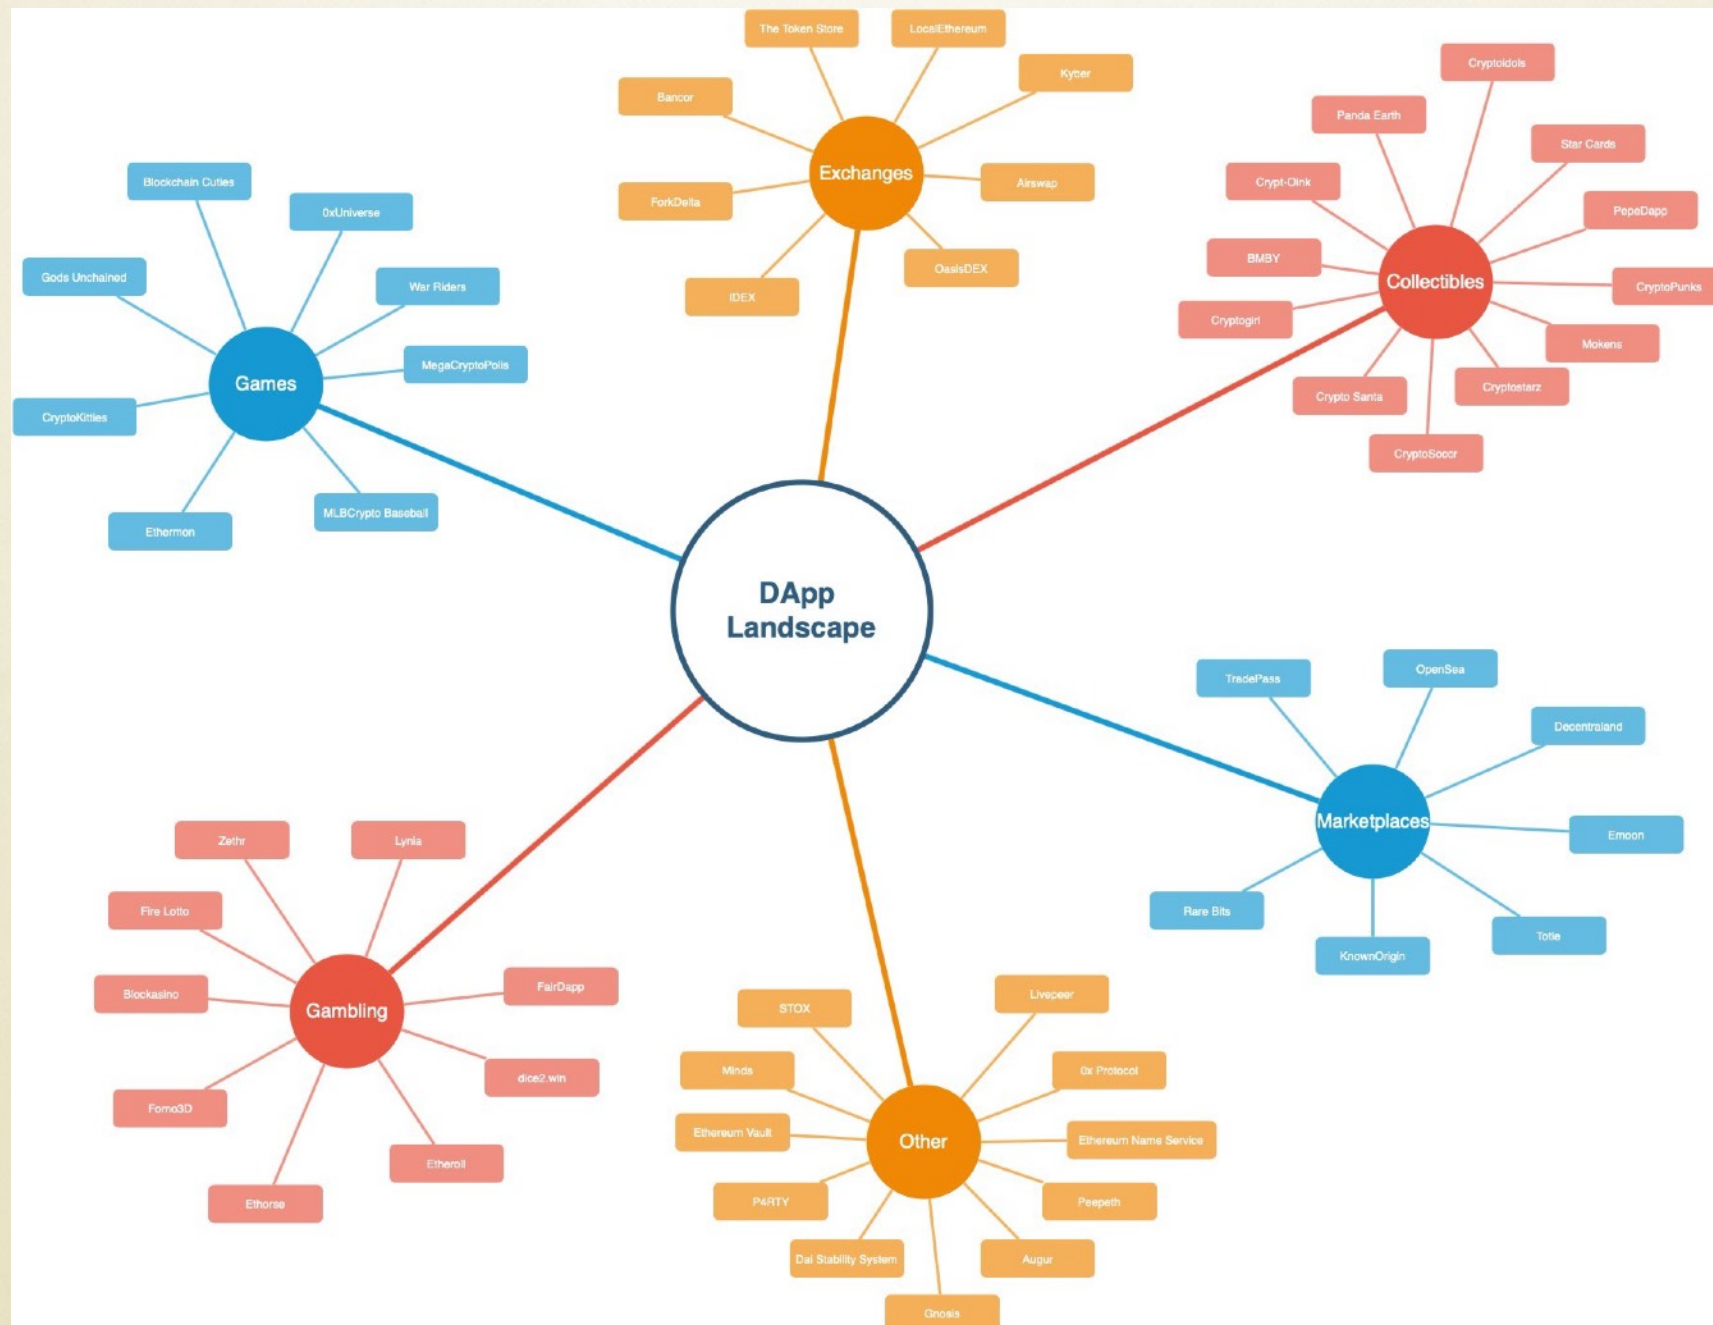 The Token Store
LocalEthereum
Kyber
Bancor
Exchanges
Airswap
ForkDelta
OasisDEX
IDEX
Cryptoidols
Panda Earth
Star Cards
Crypt-Oink
PepeDapp
BMBY
Collectibles
CryptoPunks
Cryptogirl
Mokens
Crypto Santa
Cryptostarz
CryptoSoccr
Blockchain Cuties
0xUniverse
Gods Unchained
War Riders
MegaCryptoPolis
Games
CryptoKitties
MLBCrypto Baseball
Ethermon
DApp
Landscape
TradePass
OpenSea
Decentraland
Marketplaces
Emoon
Rare Bits
Totle
KnownOrigin
Zethr
Lynia
Fire Lotto
Blockasino
FairDapp
Gambling
dice2.win
Fomo3D
Etheroll
Ethorse
STOX
Livepeer
Minds
0x Protocol
Ethereum Vault
Other
Ethereum Name Service
P4RTY
Peepeth
Dai Stability System
Augur
Gnosis